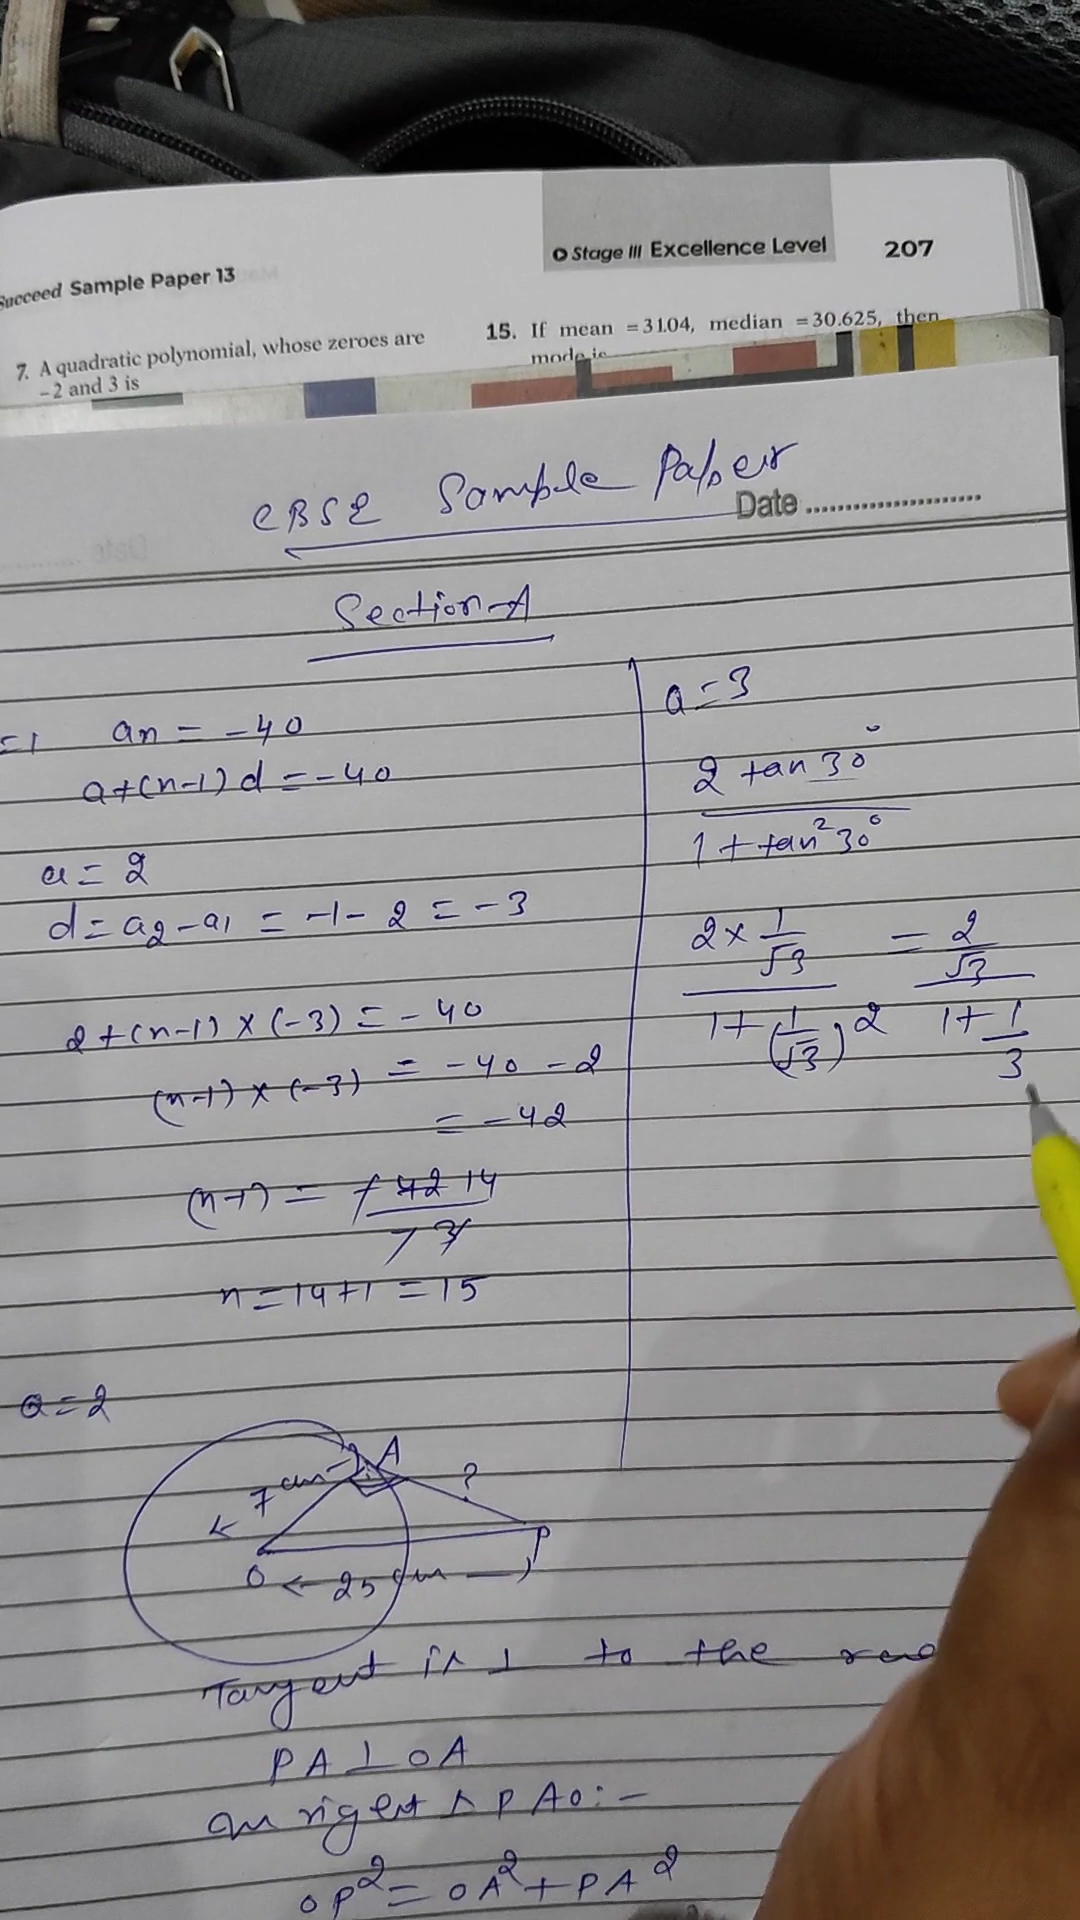 Succeed Sample Paper 13
Stage III Excellence Level 207
7. A quadratic polynomial, whose zeroes are
-2 and 3 is
15. If mean = 31.04, median = 30.625, then
mode is
CBSE Sample Paper
Date ......................
Section-A
=1 an = -40
a+(n-1)d = -40
a = 2
d = a2 - a1 = -1 - 2 = -3
2+(n-1) x (-3) = -40
(n-1) x (-3) = -40 - 2
= -42
(n-1) = -42 14
-3
n = 14+1 = 15
Q=2
7 cm A ?
O 25 cm P
Tangent is ⊥ to the
PA ⊥ OA
In right Δ PAO:-
OP² = OA² + PA²
Q=3
2 tan 30°
1 + tan² 30°
2 x 1/√3 = 2/√3
1+(1/√3)² 1+1/3